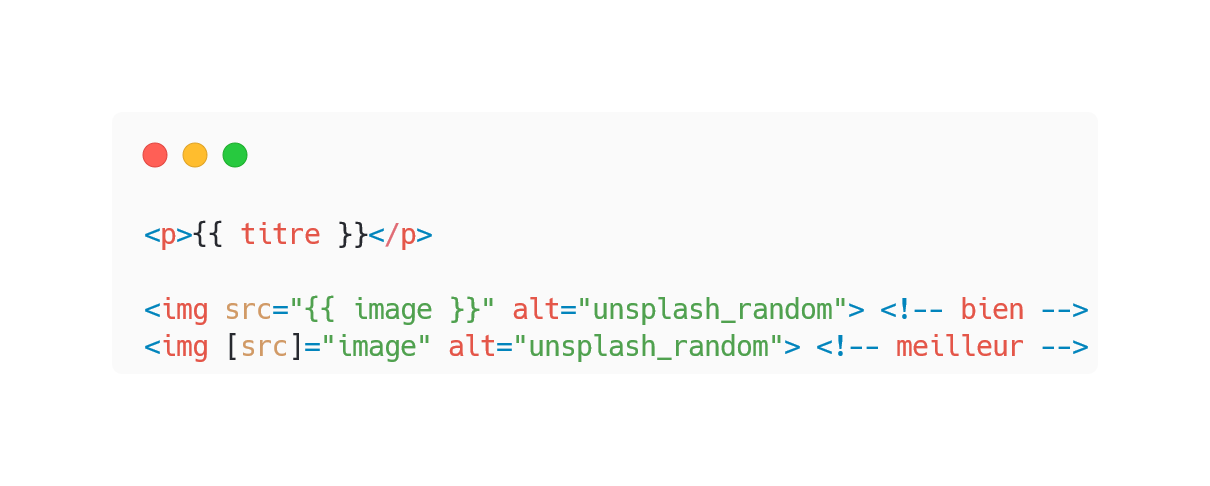 <p>{{ titre }}</p>
<img src="{{ image }}" alt="unsplash_random"> <!-- bien -->
<img [src]="image" alt="unsplash_random"> <!-- meilleur -->